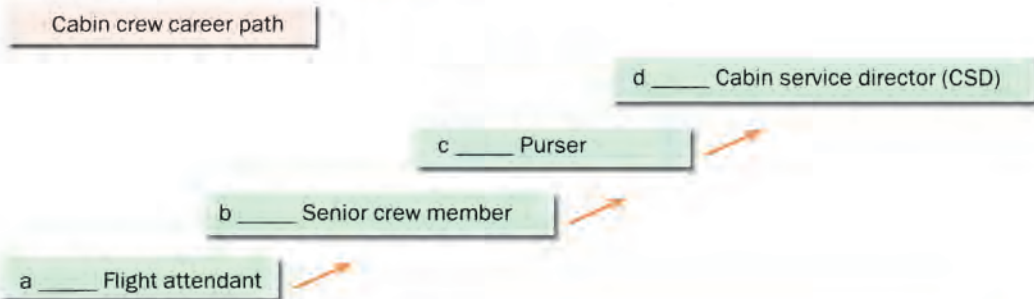 Cabin crew career path
d _____ Cabin service director (CSD)
c _____ Purser
b _____ Senior crew member
a _____ Flight attendant